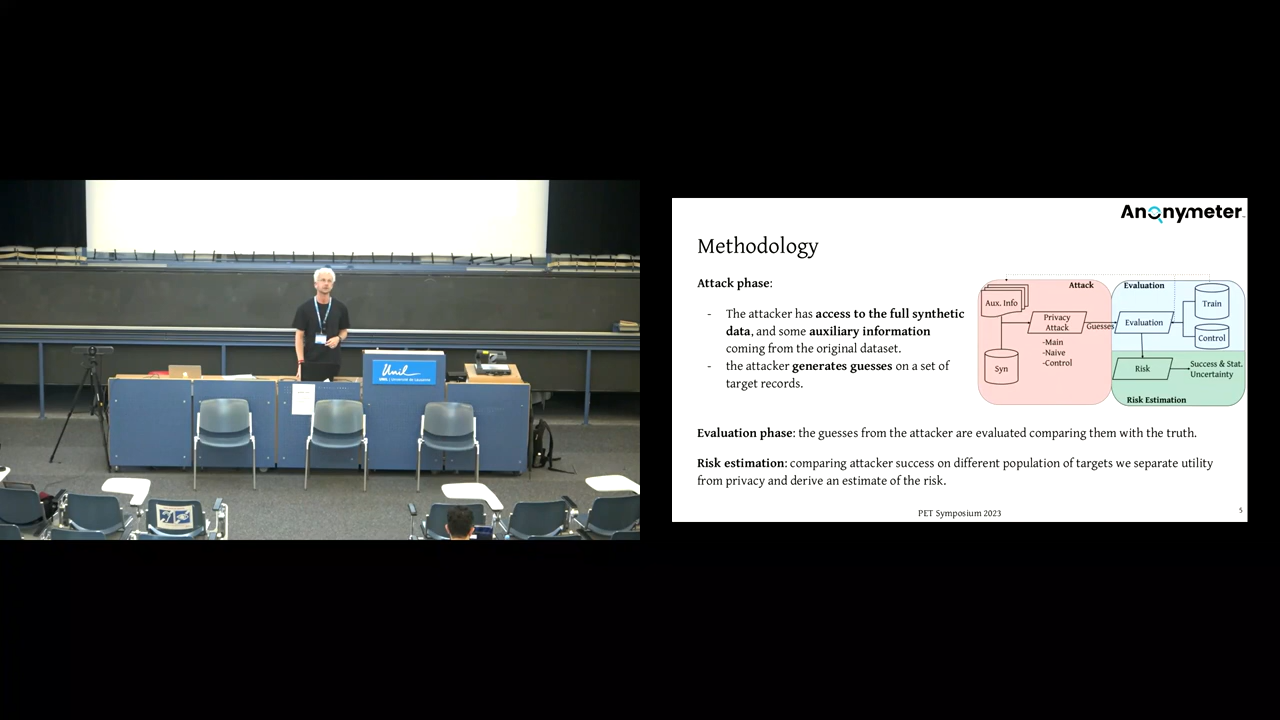 Unil
UNIL | Université de Lausanne
Anonymeter
Methodology
Attack phase:
- The attacker has access to the full synthetic
data, and some auxiliary information
coming from the original dataset.
- the attacker generates guesses on a set of
target records.
Attack
Evaluation
Aux. Info
Train
Privacy
Attack
Guesses
Evaluation
Control
-Main
-Naive
-Control
Syn
Risk
Success & Stat.
Uncertainty
Risk Estimation
Evaluation phase: the guesses from the attacker are evaluated comparing them with the truth.
Risk estimation: comparing attacker success on different population of targets we separate utility
from privacy and derive an estimate of the risk.
PET Symposium 2023
5